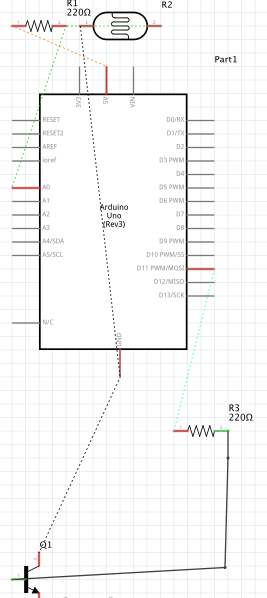 R1
220Ω
R2
Part1
3V3
5V
VIN
RESET
RESET2
AREF
ioref
A0
A1
A2
A3
A4/SDA
A5/SCL
N/C
Arduino
Uno
(Rev3)
D0/RX
D1/TX
D2
D3 PWM
D4
D5 PWM
D6 PWM
D7
D8
D9 PWM
D10 PWM/SS
D11 PWM/MOSI
D12/MISO
D13/SCK
GND
R3
220Ω
Q1